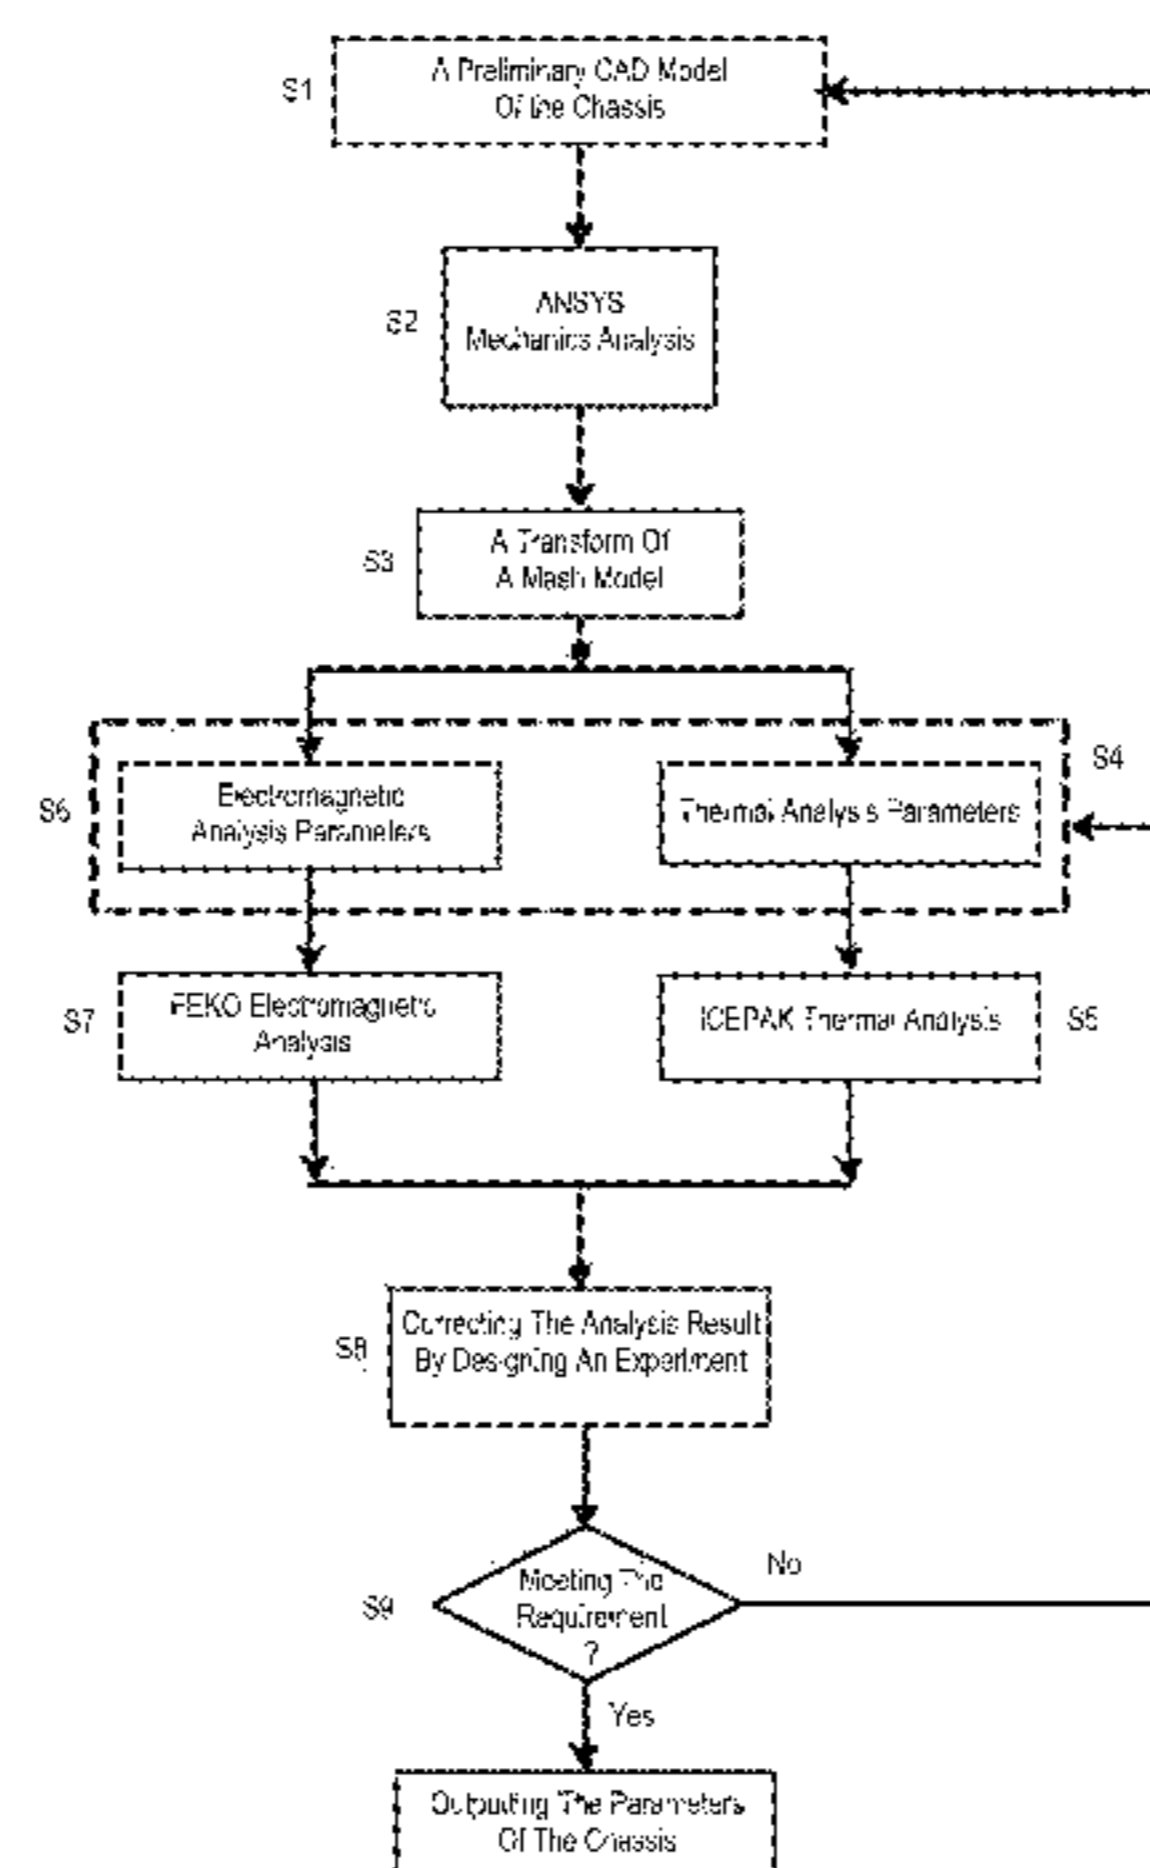 S1
A Preliminary CAD Model
Of the Chassis
S2
ANSYS
Mechanics Analysis
S3
A Transform Of
A Mash Model
S4
S6
Electromagnetic
Analysis Parameters
Thermal Analysis Parameters
S7
FEKO Electromagnetic
Analysis
ICEPAK Thermal Analysis
S5
S8
Correcting The Analysis Result
By Designing An Experiment
S9
Meeting The
Requirement
?
No
Yes
Outputting The Parameters
Of The Chassis